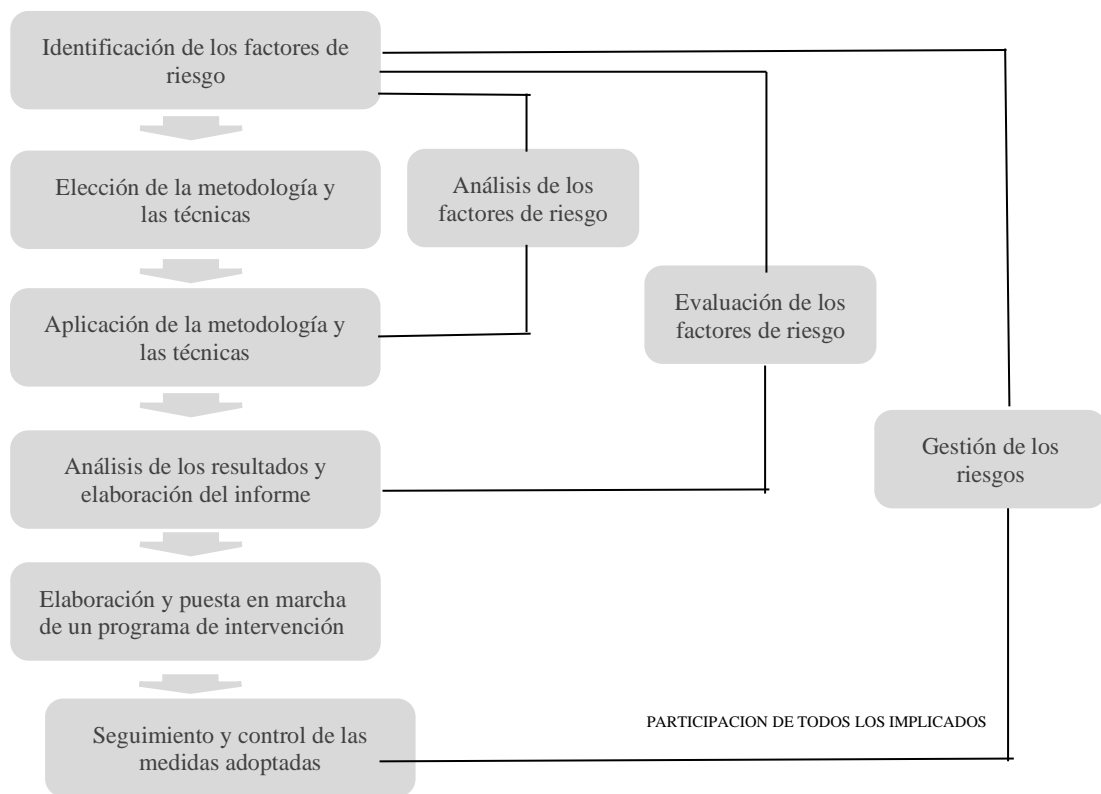 Identificación de los factores de
riesgo
Elección de la metodología y
las técnicas
Análisis de los
factores de riesgo
Aplicación de la metodología y
las técnicas
Evaluación de los
factores de riesgo
Análisis de los resultados y
elaboración del informe
Gestión de los
riesgos
Elaboración y puesta en marcha
de un programa de intervención
Seguimiento y control de las
medidas adoptadas
PARTICIPACION DE TODOS LOS IMPLICADOS